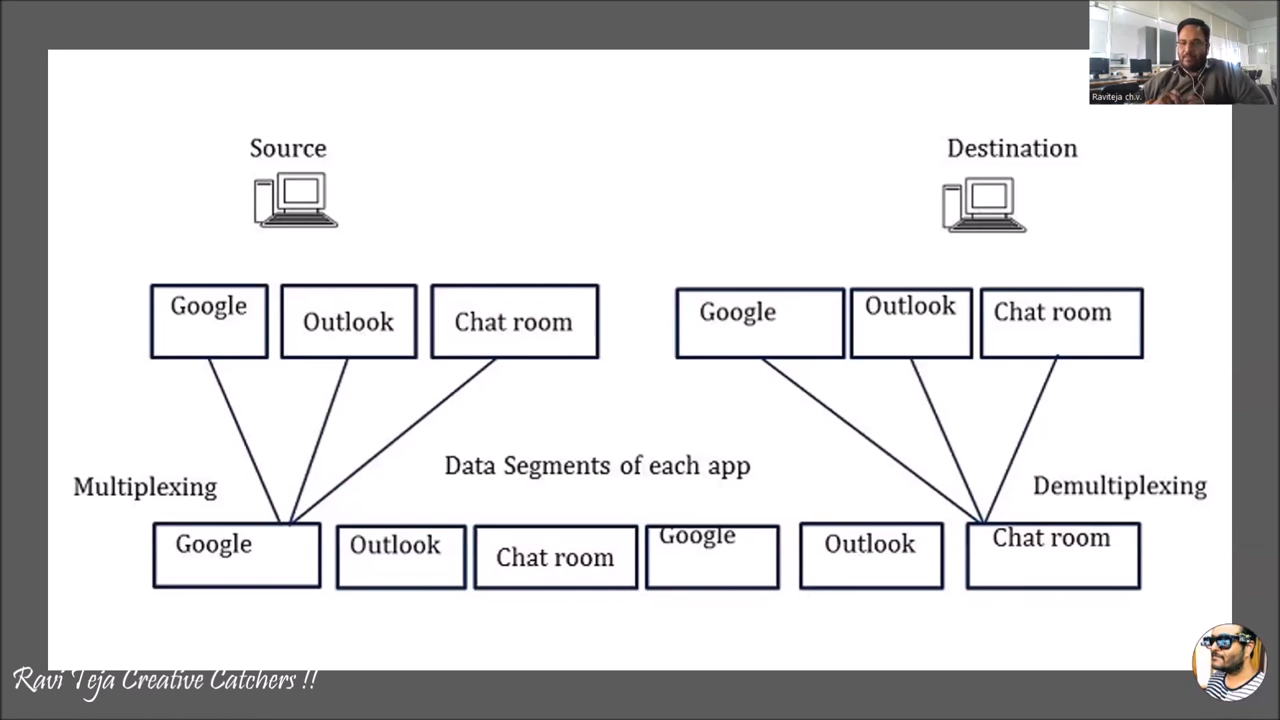 Raviteja ch.v.
Source
Destination
Google
Outlook
Chat room
Google
Outlook
Chat room
Data Segments of each app
Multiplexing
Demultiplexing
Google
Outlook
Chat room
Google
Outlook
Chat room
Ravi Teja Creative Catchers !!